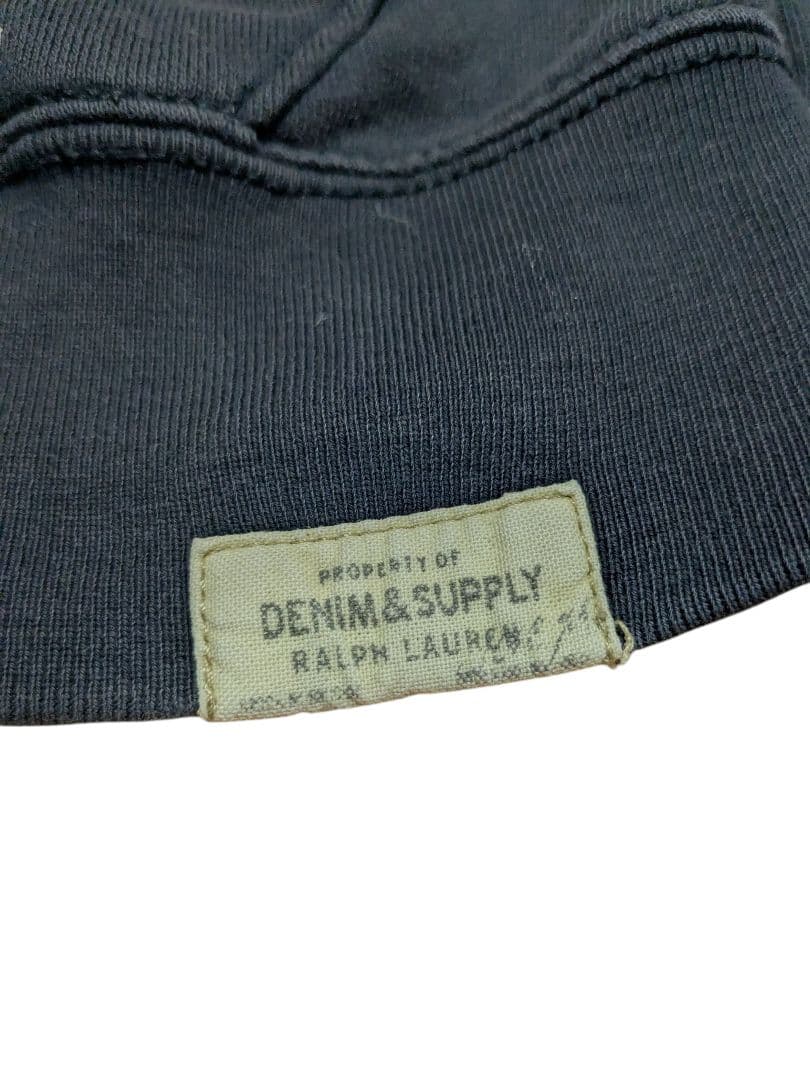 PROPERTY OF
DENIM & SUPPLY
RALPH LAUREN